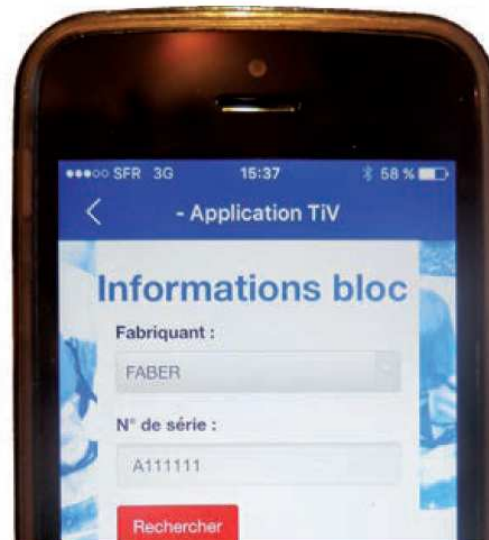 SFR 3G 15:37 58 %
- Application TiV
Informations bloc
Fabriquant :
FABER
N° de série :
A111111
Rechercher